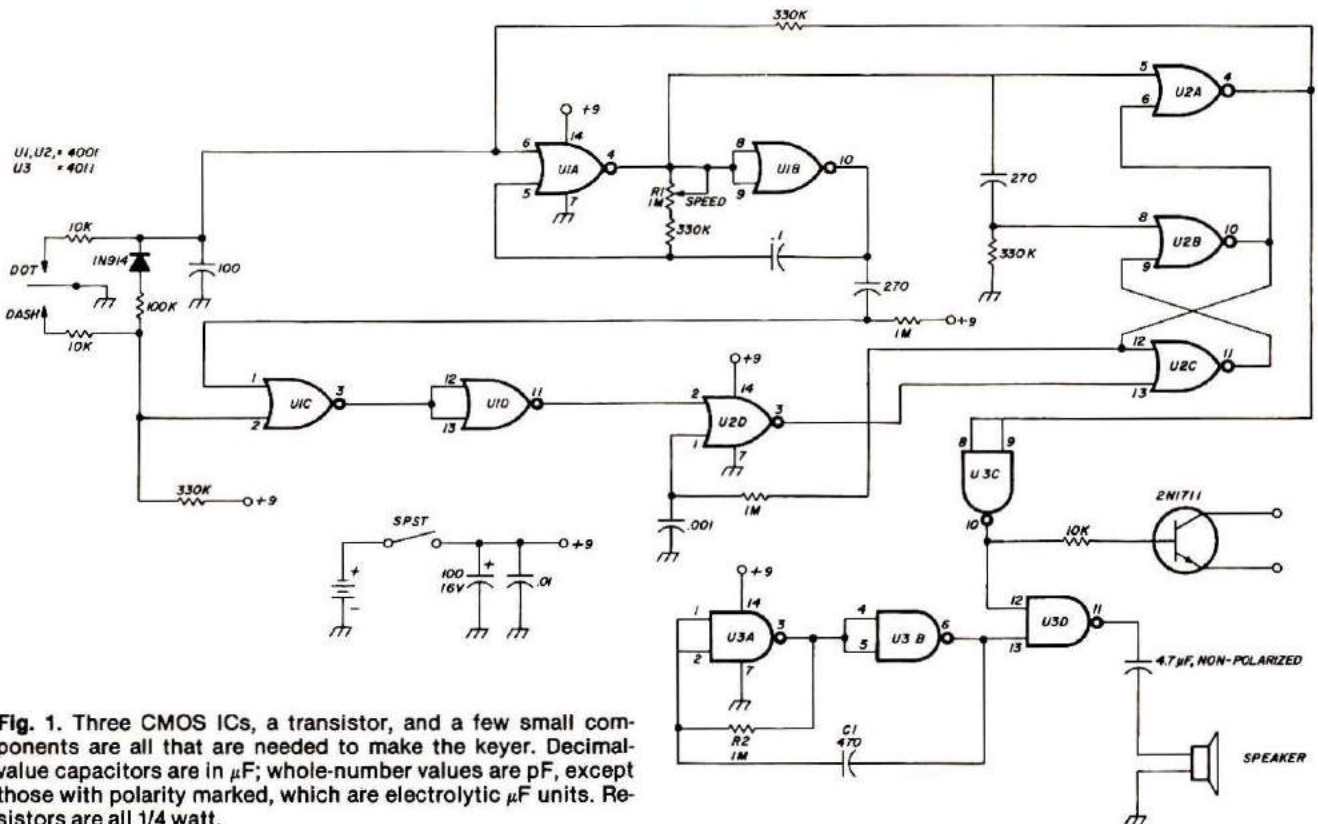 330K
5
4
U2A
6
+9
14
U1, U2, = 4001
U3 = 4011
6
U1A
4
5
7
8
U1B
10
9
R1
1M
SPEED
330K
.1
270
8
U2B
10
9
330K
10K
1N914
100
DOT
100K
DASH
10K
270
1M
+9
12
U2C
11
13
1
U1C
3
2
12
U1D
11
13
+9
14
2
U2D
3
1
7
330K
+9
1M
.001
8
9
U3C
10
2N1711
10K
SPST
+9
+
-
100
16V
+
.01
+9
14
1
U3A
3
2
7
4
U3B
6
5
12
U3D
11
13
R2
1M
C1
470
4.7µF, NON-POLARIZED
SPEAKER
Fig. 1. Three CMOS ICs, a transistor, and a few small com-
ponents are all that are needed to make the keyer. Decimal-
value capacitors are in µF; whole-number values are pF, except
those with polarity marked, which are electrolytic µF units. Re-
sistors are all 1/4 watt.